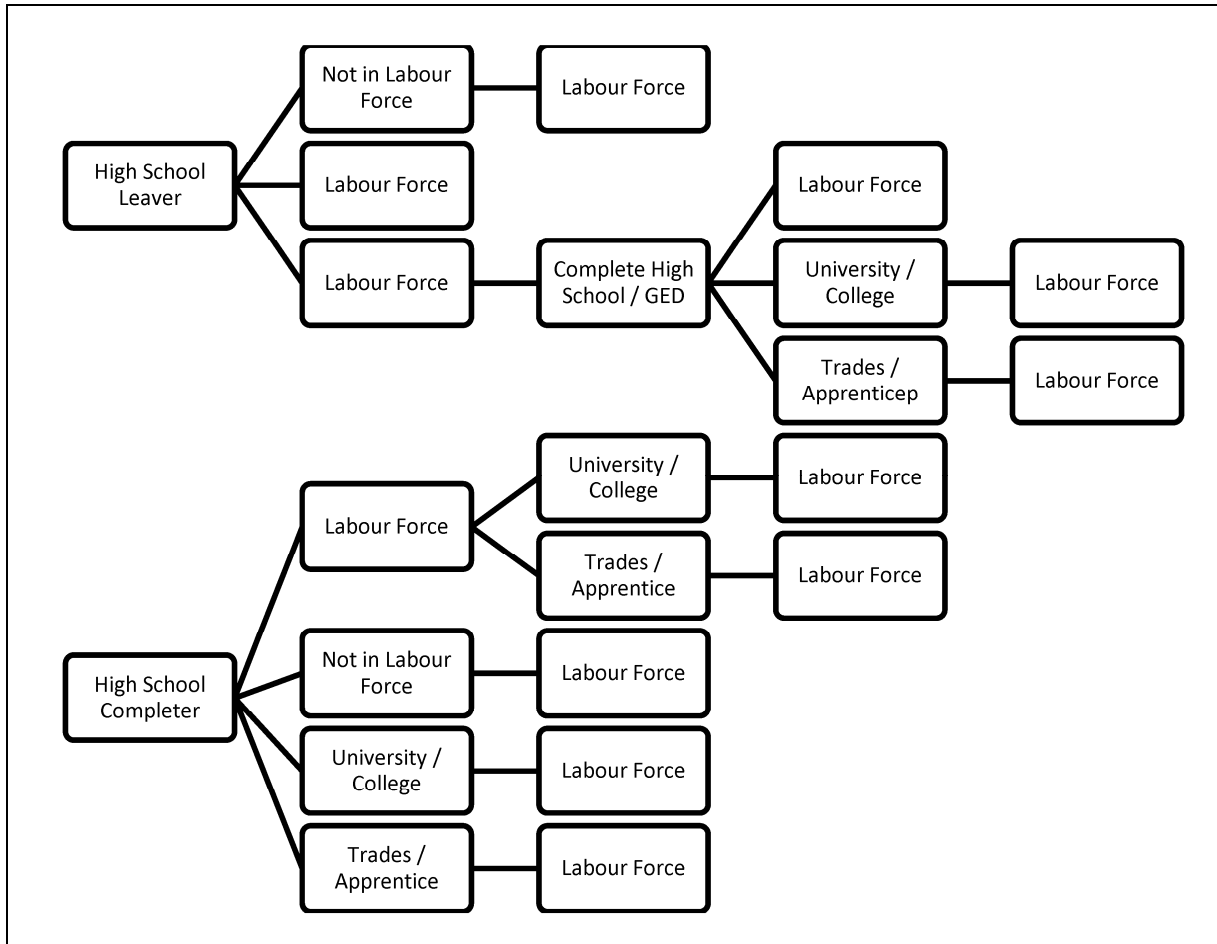 Not in Labour
Force
Labour Force
High School
Leaver
Labour Force
Labour Force
Labour Force
Complete High
School / GED
University /
College
Labour Force
Trades /
Apprenticep
Labour Force
University /
College
Labour Force
Labour Force
Trades /
Apprentice
Labour Force
High School
Completer
Not in Labour
Force
Labour Force
University /
College
Labour Force
Trades /
Apprentice
Labour Force